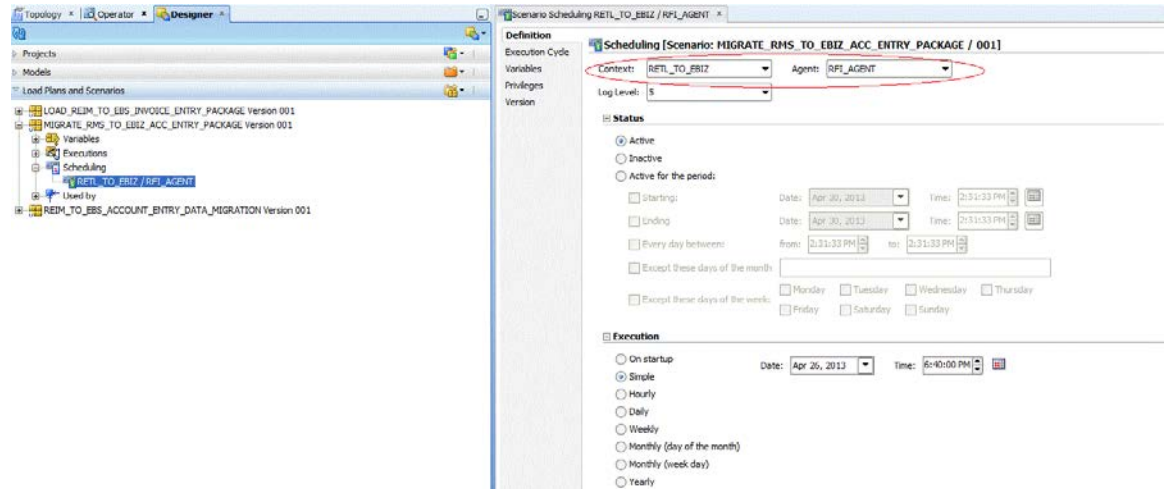 Topology Operator Designer
Projects
Models
Load Plans and Scenarios
LOAD_REIM_TO_EBS_INVOICE_ENTRY_PACKAGE Version 001
MIGRATE_RMS_TO_EBIZ_ACC_ENTRY_PACKAGE Version 001
Variables
Executions
Scheduling
RETL_TO_EBIZ / RFI_AGENT
Used by
REIM_TO_EBS_ACCOUNT_ENTRY_DATA_MIGRATION Version 001
Scenario Scheduling RETL_TO_EBIZ / RFI_AGENT
Definition
Execution Cycle
Variables
Privileges
Version
Scheduling [Scenario: MIGRATE_RMS_TO_EBIZ_ACC_ENTRY_PACKAGE / 001]
Context: RETL_TO_EBIZ Agent: RFI_AGENT
Log Level: 5
Status
Active
Inactive
Active for the period:
Starting: Date: Apr 30, 2013 Time: 2:31:33 PM
Ending Date: Apr 30, 2013 Time: 2:31:33 PM
Every day between: from: 2:31:33 PM to: 2:31:33 PM
Except these days of the month:
Except these days of the week: Monday Tuesday Wednesday Thursday
Friday Saturday Sunday
Execution
On startup Date: Apr 26, 2013 Time: 6:40:00 PM
Simple
Hourly
Daily
Weekly
Monthly (day of the month)
Monthly (week day)
Yearly